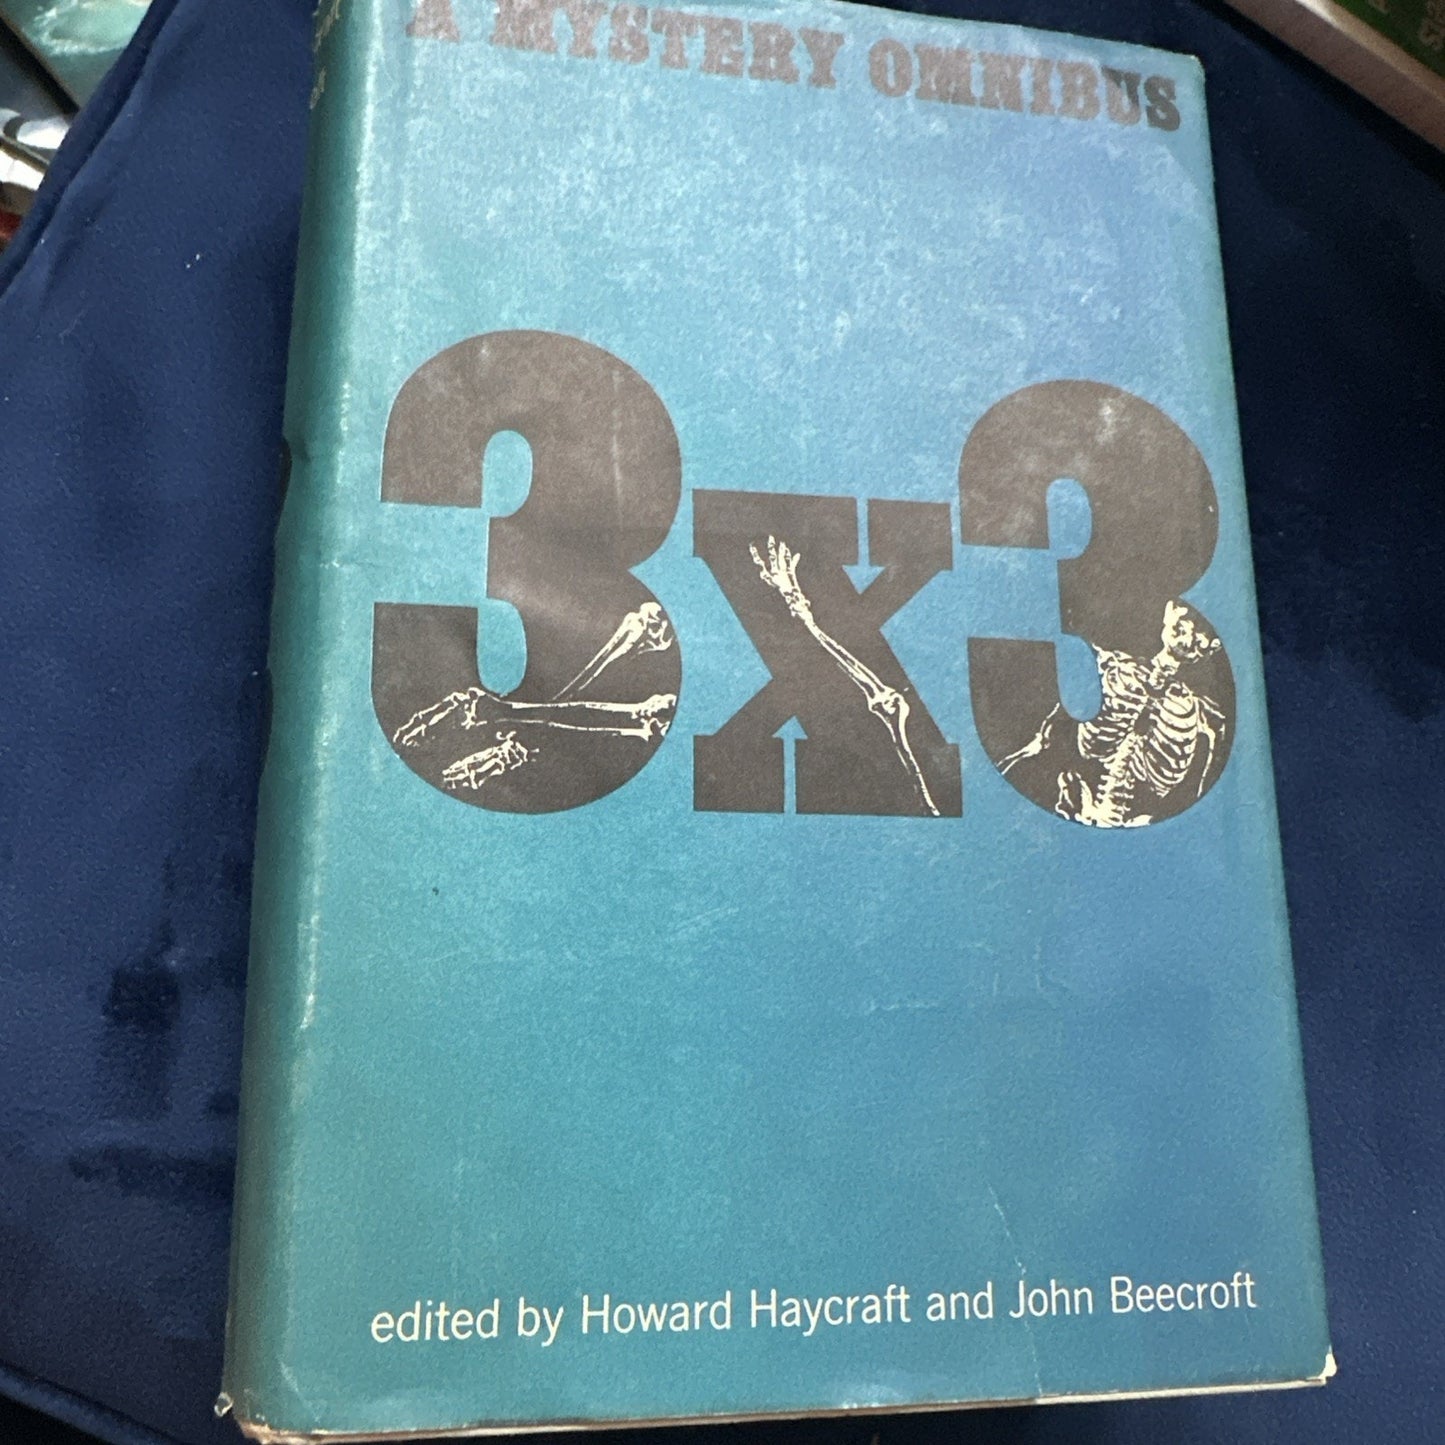 A MYSTERY OMNIBUS
3x3
edited by Howard Haycraft and John Beecroft